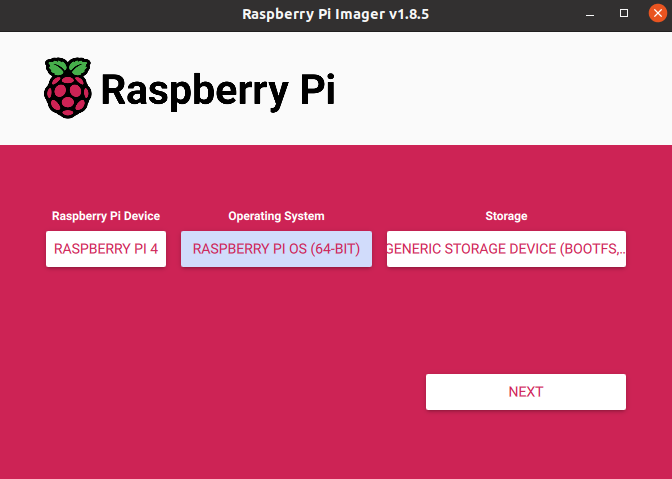 Raspberry Pi Imager v1.8.5
Raspberry Pi
Raspberry Pi Device
Operating System
Storage
RASPBERRY PI 4
RASPBERRY PI OS (64-BIT)
GENERIC STORAGE DEVICE (BOOTFS,...
NEXT